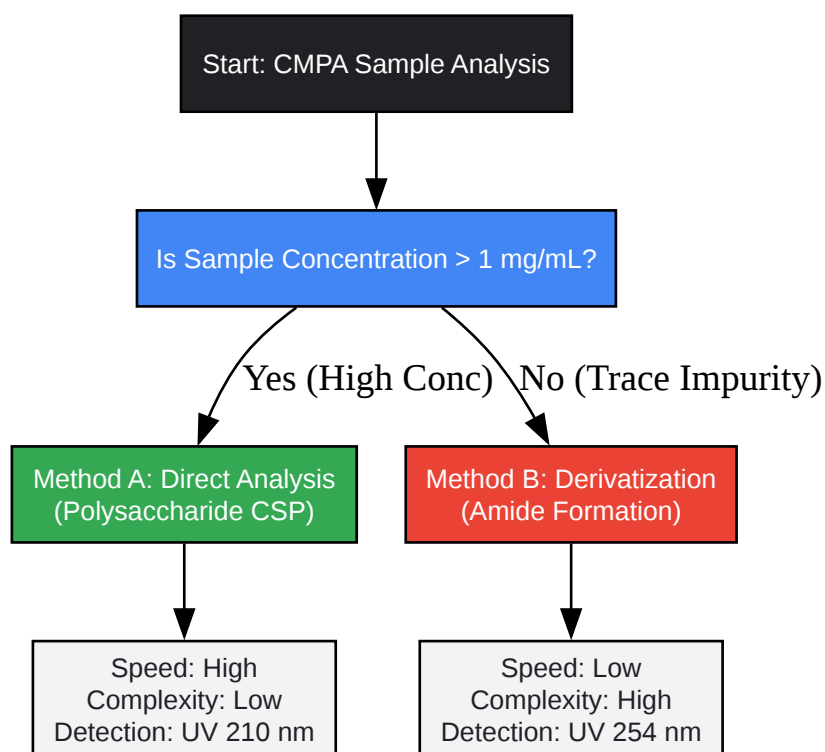 Start: CMPA Sample Analysis
Is Sample Concentration > 1 mg/mL?
Yes (High Conc)
No (Trace Impurity)
Method A: Direct Analysis
(Polysaccharide CSP)
Method B: Derivatization
(Amide Formation)
Speed: High
Complexity: Low
Detection: UV 210 nm
Speed: Low
Complexity: High
Detection: UV 254 nm